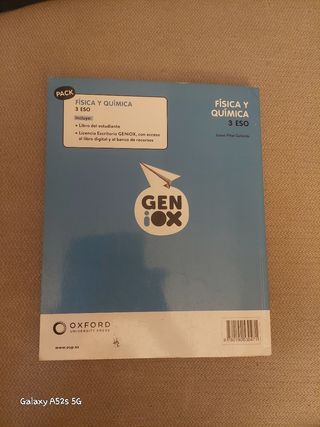 PACK
FÍSICA Y QUÍMICA
3 ESO
Incluye:
• Libro del estudiante
• Licencia Escritorio GENiOX, con acceso
al libro digital y al banco de recursos
FÍSICA Y
QUÍMICA
3 ESO
GEN
iOX
OXFORD
UNIVERSITY PRESS
www.oup.es
Galaxy A52s 5G